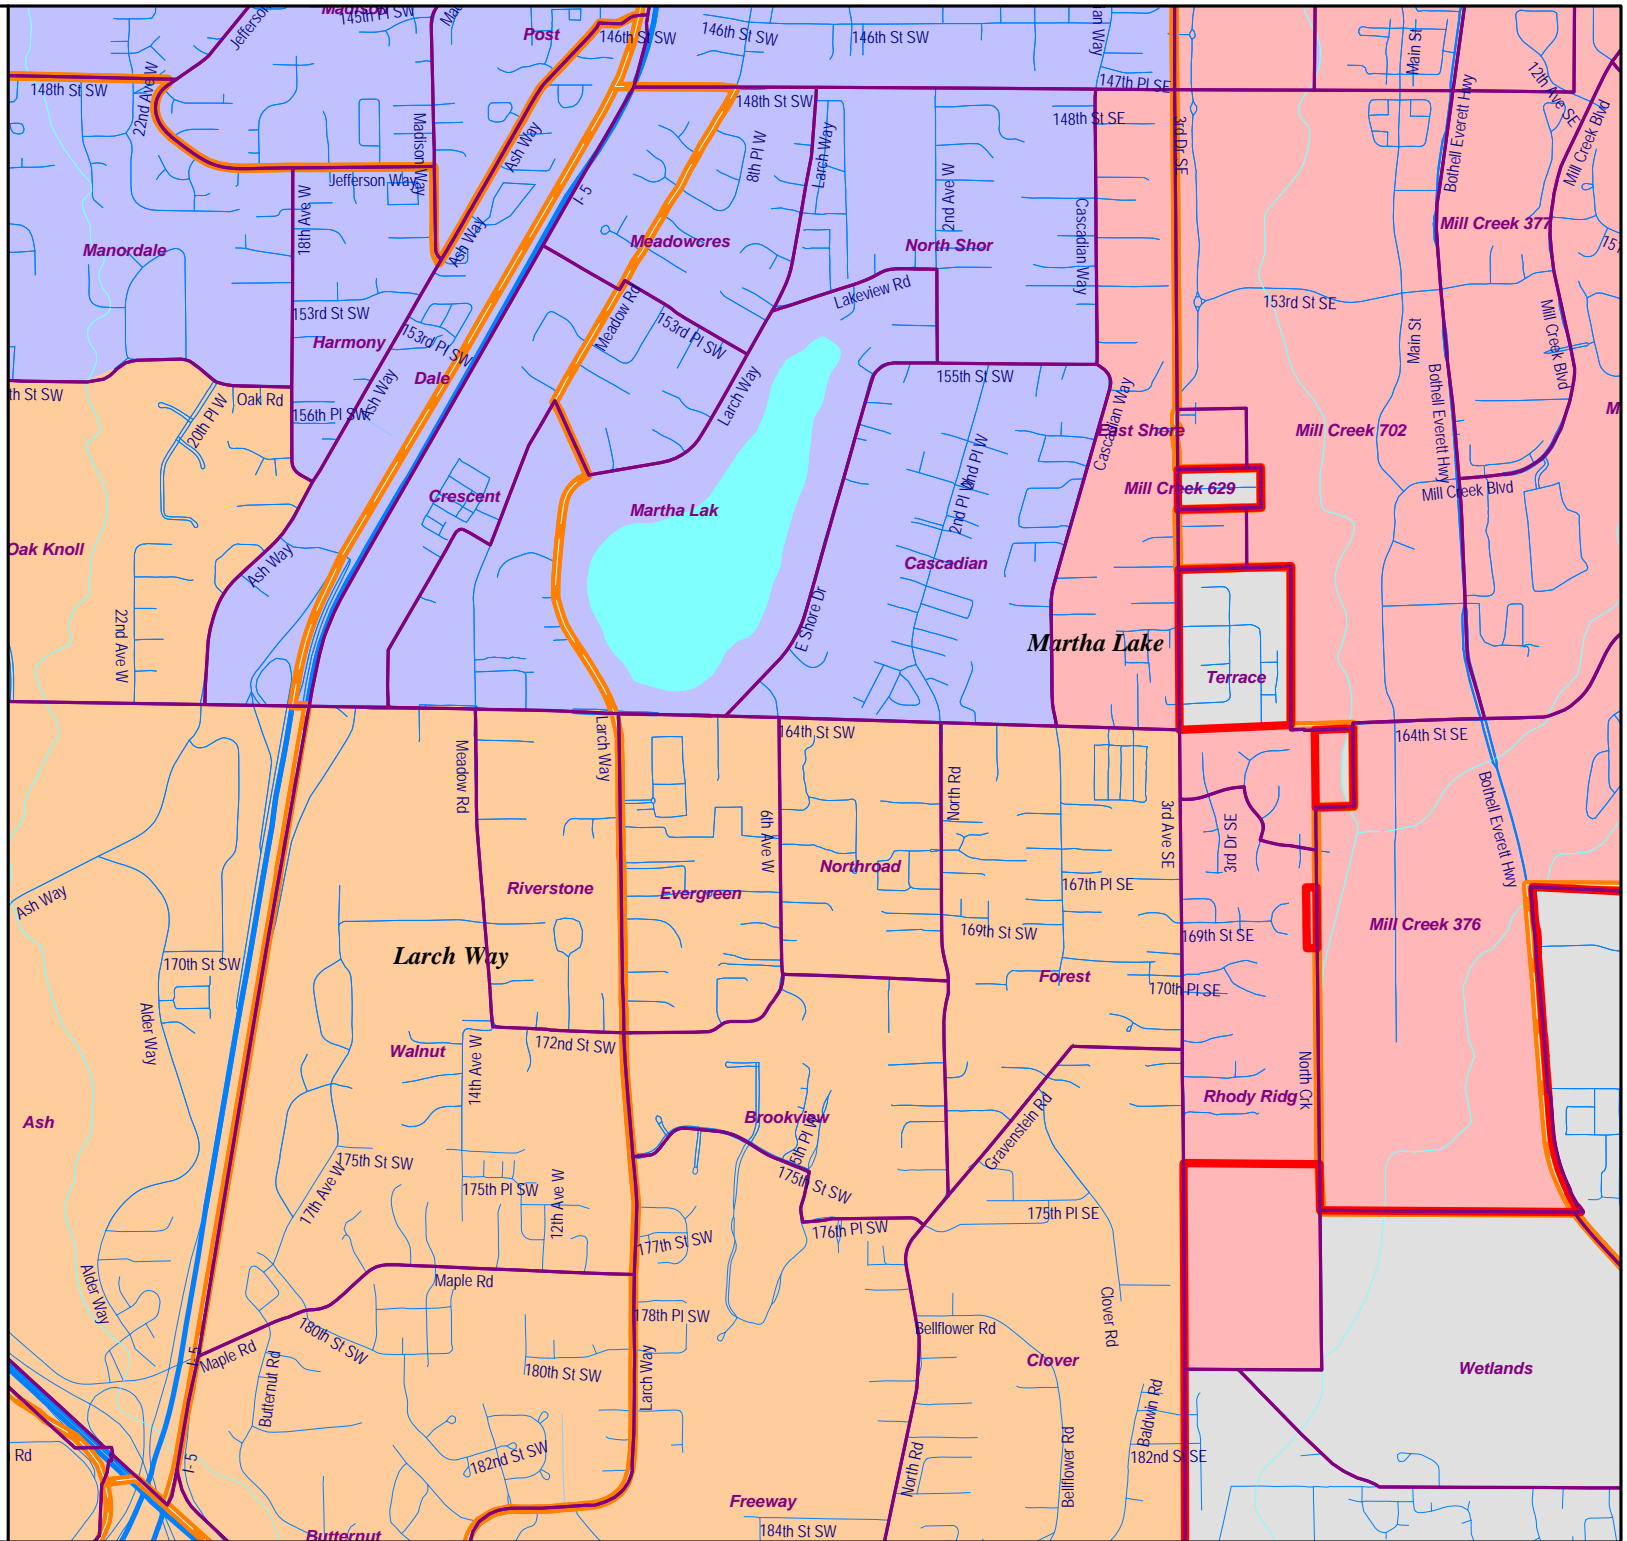 Madison
145th Pl SW
Jefferson
Post
146th St SW
146th St SW
146th St SW
an Way
147th Pl SE
Main St
Bothell Everett Hwy
12th Ave SE
Mill Creek Blvd
148th St SW
22nd Ave W
Madison Way
Ash Way
148th St SW
8th Pl W
Larch Way
148th St SE
3rd Dr SE
Jefferson Way
18th Ave W
I- 5
2nd Ave W
Cascadian Way
Manordale
Ash Way
Meadowcres
North Shor
Mill Creek 377
151
153rd St SW
Harmony
153rd Pl SW
Meadow Rd
153rd Pl SW
Lakeview Rd
153rd St SE
Main St
Mill Creek Blvd
Dale
Ash Way
Larch Way
155th St SW
Cascadian Way
Bothell Everett Hwy
th St SW
Oak Rd
20th Pl W
156th Pl SW
East Shore
Mill Creek 702
M
Crescent
Martha Lak
2nd Pl W
2nd Pl W
Mill Creek 629
Mill Creek Blvd
Oak Knoll
Ash Way
Cascadian
22nd Ave W
E Shore Dr
Martha Lake
Terrace
Meadow Rd
Larch Way
164th St SW
North Rd
3rd Ave SE
164th St SE
Bothell Everett Hwy
6th Ave W
3rd Dr SE
Riverstone
Evergreen
Northroad
167th Pl SE
Ash Way
169th St SW
169th St SE
Mill Creek 376
Larch Way
170th St SW
Forest
170th Pl SE
Alder Way
Walnut
172nd St SW
14th Ave W
North Crk
Rhody Ridg
Ash
Brookview
5th Pl W
Gravenstein Rd
175th St SW
175th Pl SW
17th Ave W
12th Ave W
175th St SW
175th Pl SE
176th Pl SW
177th St SW
Alder Way
Maple Rd
178th Pl SW
Clover Rd
180th St SW
Bellflower Rd
I- 5
Maple Rd
Butternut Rd
180th St SW
Larch Way
Clover
Wetlands
Baldwin Rd
Rd
I- 5
182nd St SW
North Rd
Bellflower Rd
182nd St SE
Freeway
184th St SW
Butternut